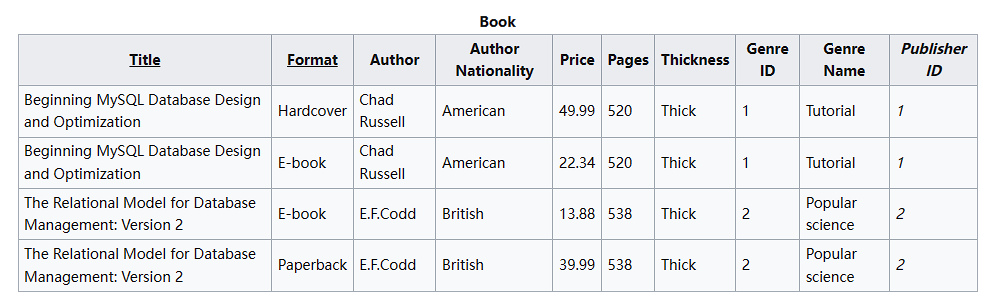 Book
Title Format Author Author Nationality Price Pages Thickness Genre ID Genre Name Publisher ID
Beginning MySQL Database Design and Optimization Hardcover Chad Russell American 49.99 520 Thick 1 Tutorial 1
Beginning MySQL Database Design and Optimization E-book Chad Russell American 22.34 520 Thick 1 Tutorial 1
The Relational Model for Database Management: Version 2 E-book E.F.Codd British 13.88 538 Thick 2 Popular science 2
The Relational Model for Database Management: Version 2 Paperback E.F.Codd British 39.99 538 Thick 2 Popular science 2